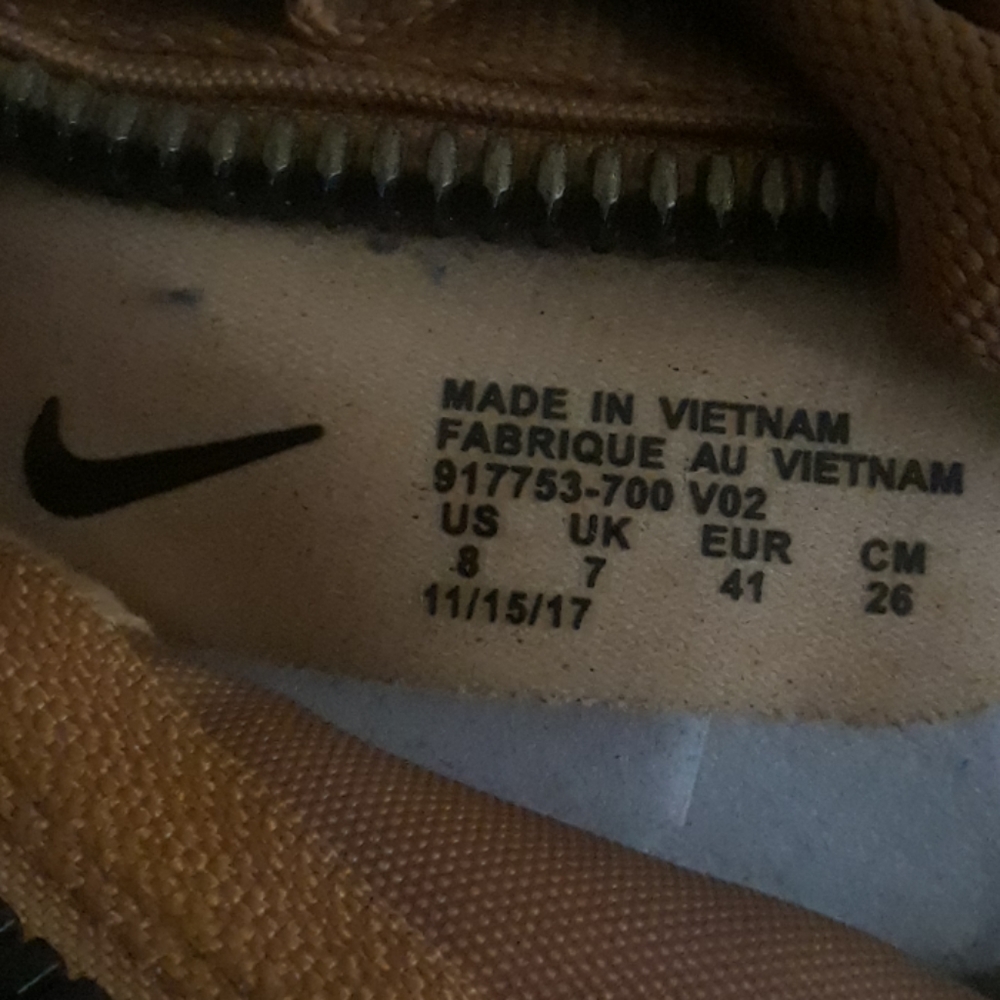 MADE IN VIETNAM
FABRIQUE AU VIETNAM
917753-700 V02
US UK EUR CM
8 7 41 26
11/15/17